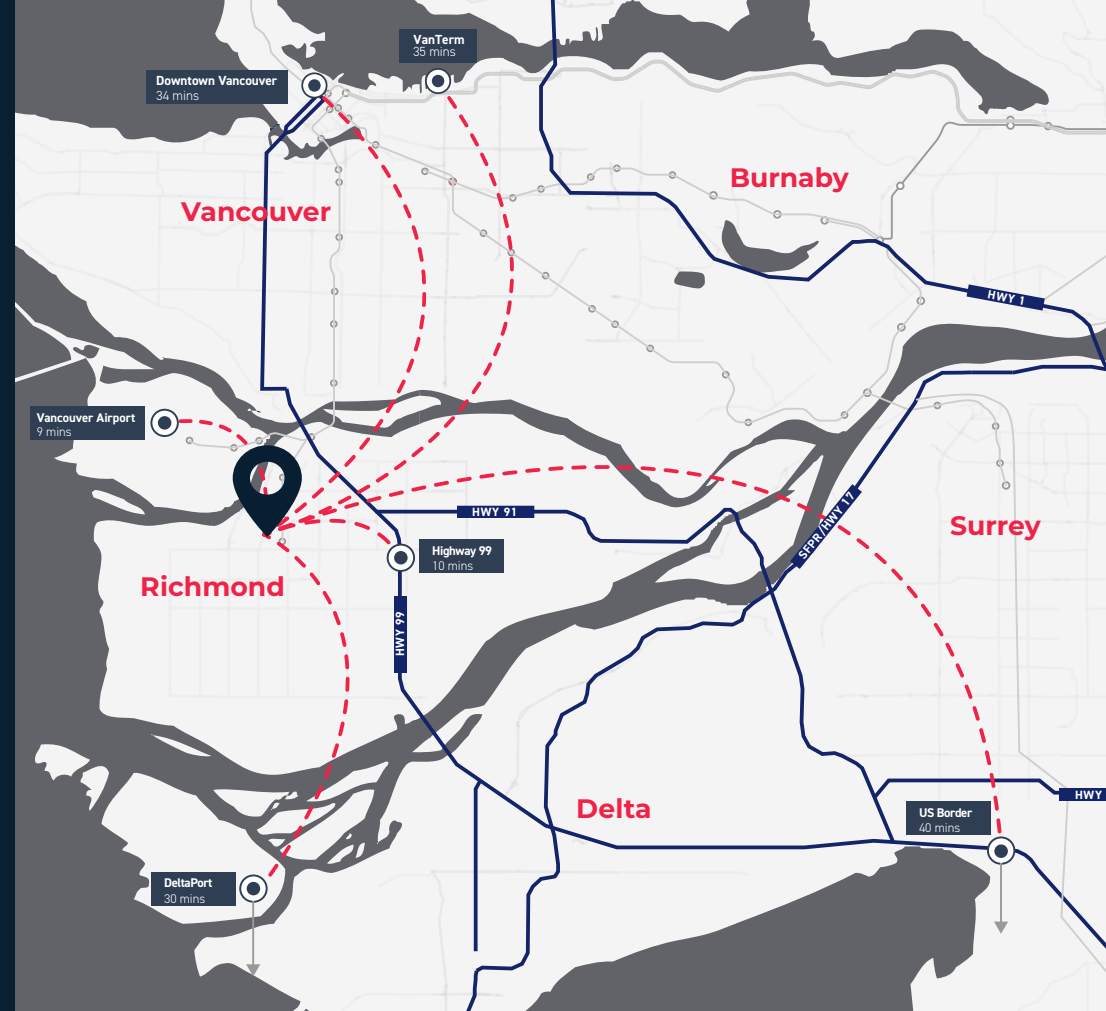 VanTerm
35 mins
Downtown Vancouver
34 mins
Burnaby
Vancouver
HWY 1
Vancouver Airport
9 mins
HWY 91
SFPR/HWY 17
Surrey
Highway 99
10 mins
Richmond
HWY 99
HWY
Delta
US Border
40 mins
DeltaPort
30 mins